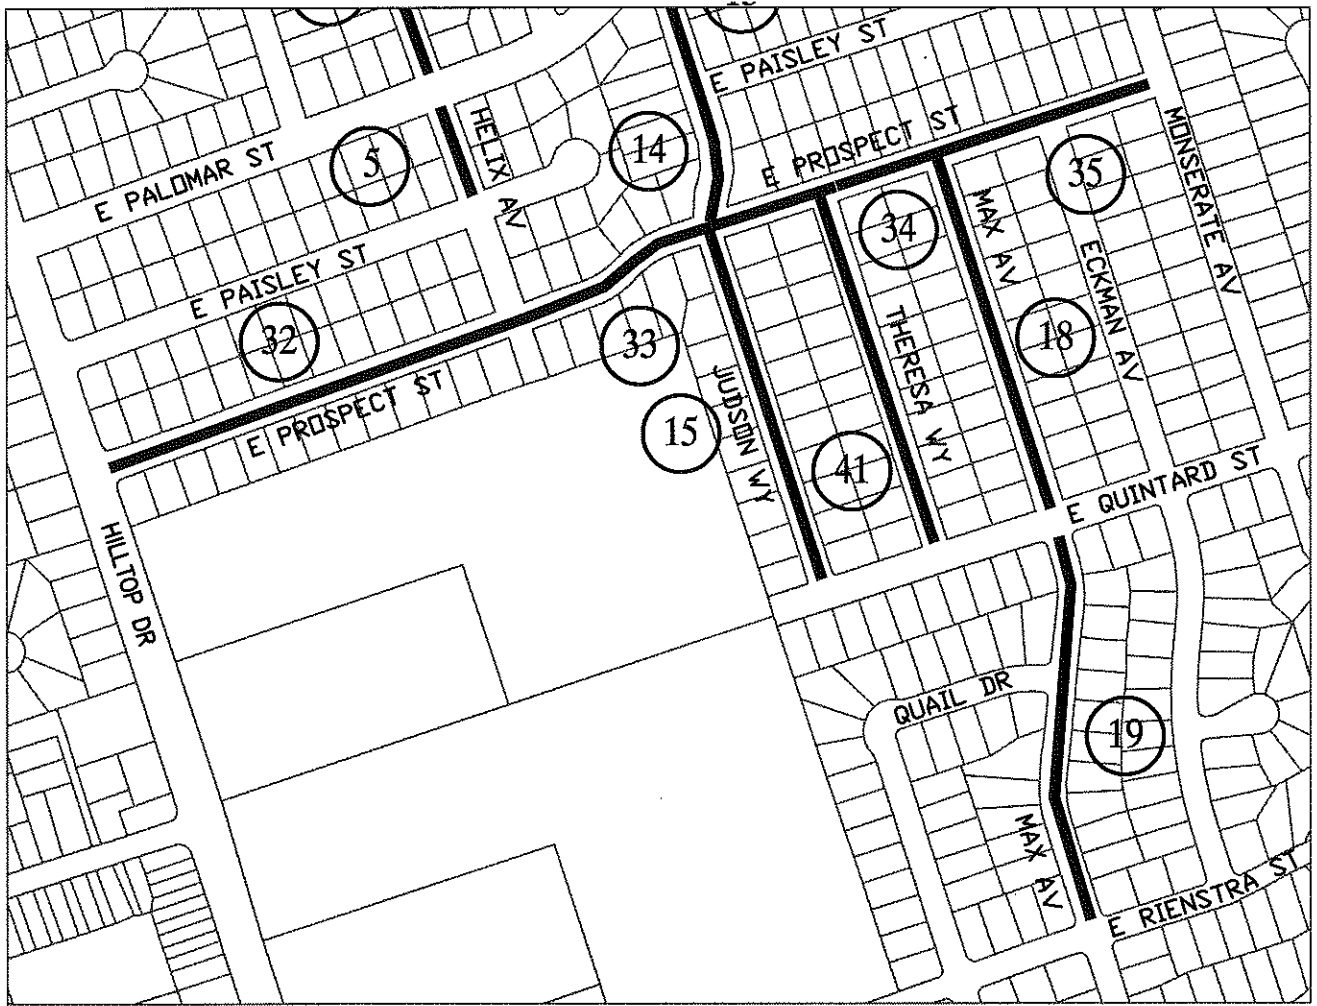 E PAISLEY ST
HELIX AV
14
E PROSPECT ST
5
E PALOMAR ST
MONSERATE AV
35
MAX AV
34
E PAISLEY ST
ECKMAN AV
32
33
THERESA WY
18
E PROSPECT ST
JUDSON WY
15
41
E QUINTARD ST
HILLTOP DR
QUAIL DR
19
MAX AV
E RIENSTRA ST